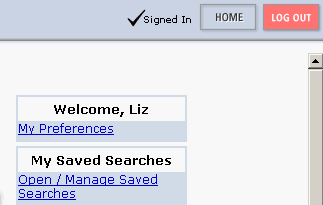 Signed In HOME LOG OUT
Welcome, Liz
My Preferences
My Saved Searches
Open / Manage Saved
Searches